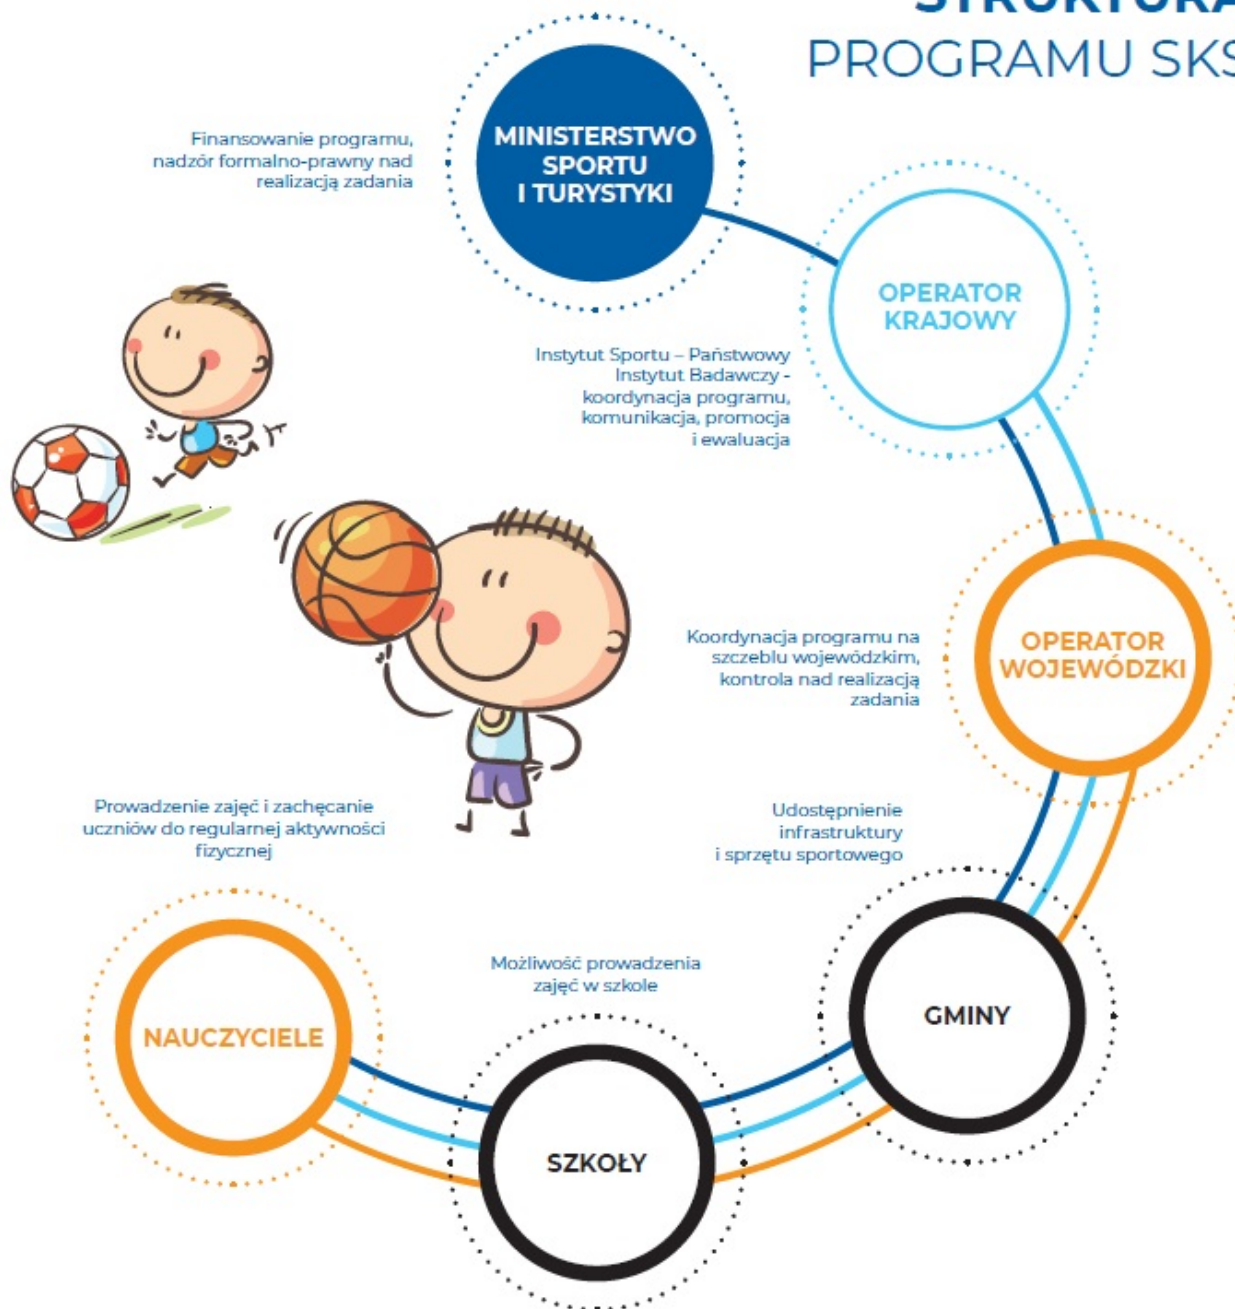 STRUKTURA
PROGRAMU SKS
MINISTERSTWO
SPORTU
I TURYSTYKI
Finansowanie programu,
nadzór formalno-prawny nad
realizacją zadania
OPERATOR
KRAJOWY
Instytut Sportu – Państwowy
Instytut Badawczy -
koordynacja programu,
komunikacja, promocja
i ewaluacja
OPERATOR
WOJEWÓDZKI
Koordynacja programu na
szczeblu wojewódzkim,
kontrola nad realizacją
zadania
Udostępnienie
infrastruktury
i sprzętu sportowego
GMINY
Możliwość prowadzenia
zajęć w szkole
SZKOŁY
Prowadzenie zajęć i zachęcanie
uczniów do regularnej aktywności
fizycznej
NAUCZYCIELE